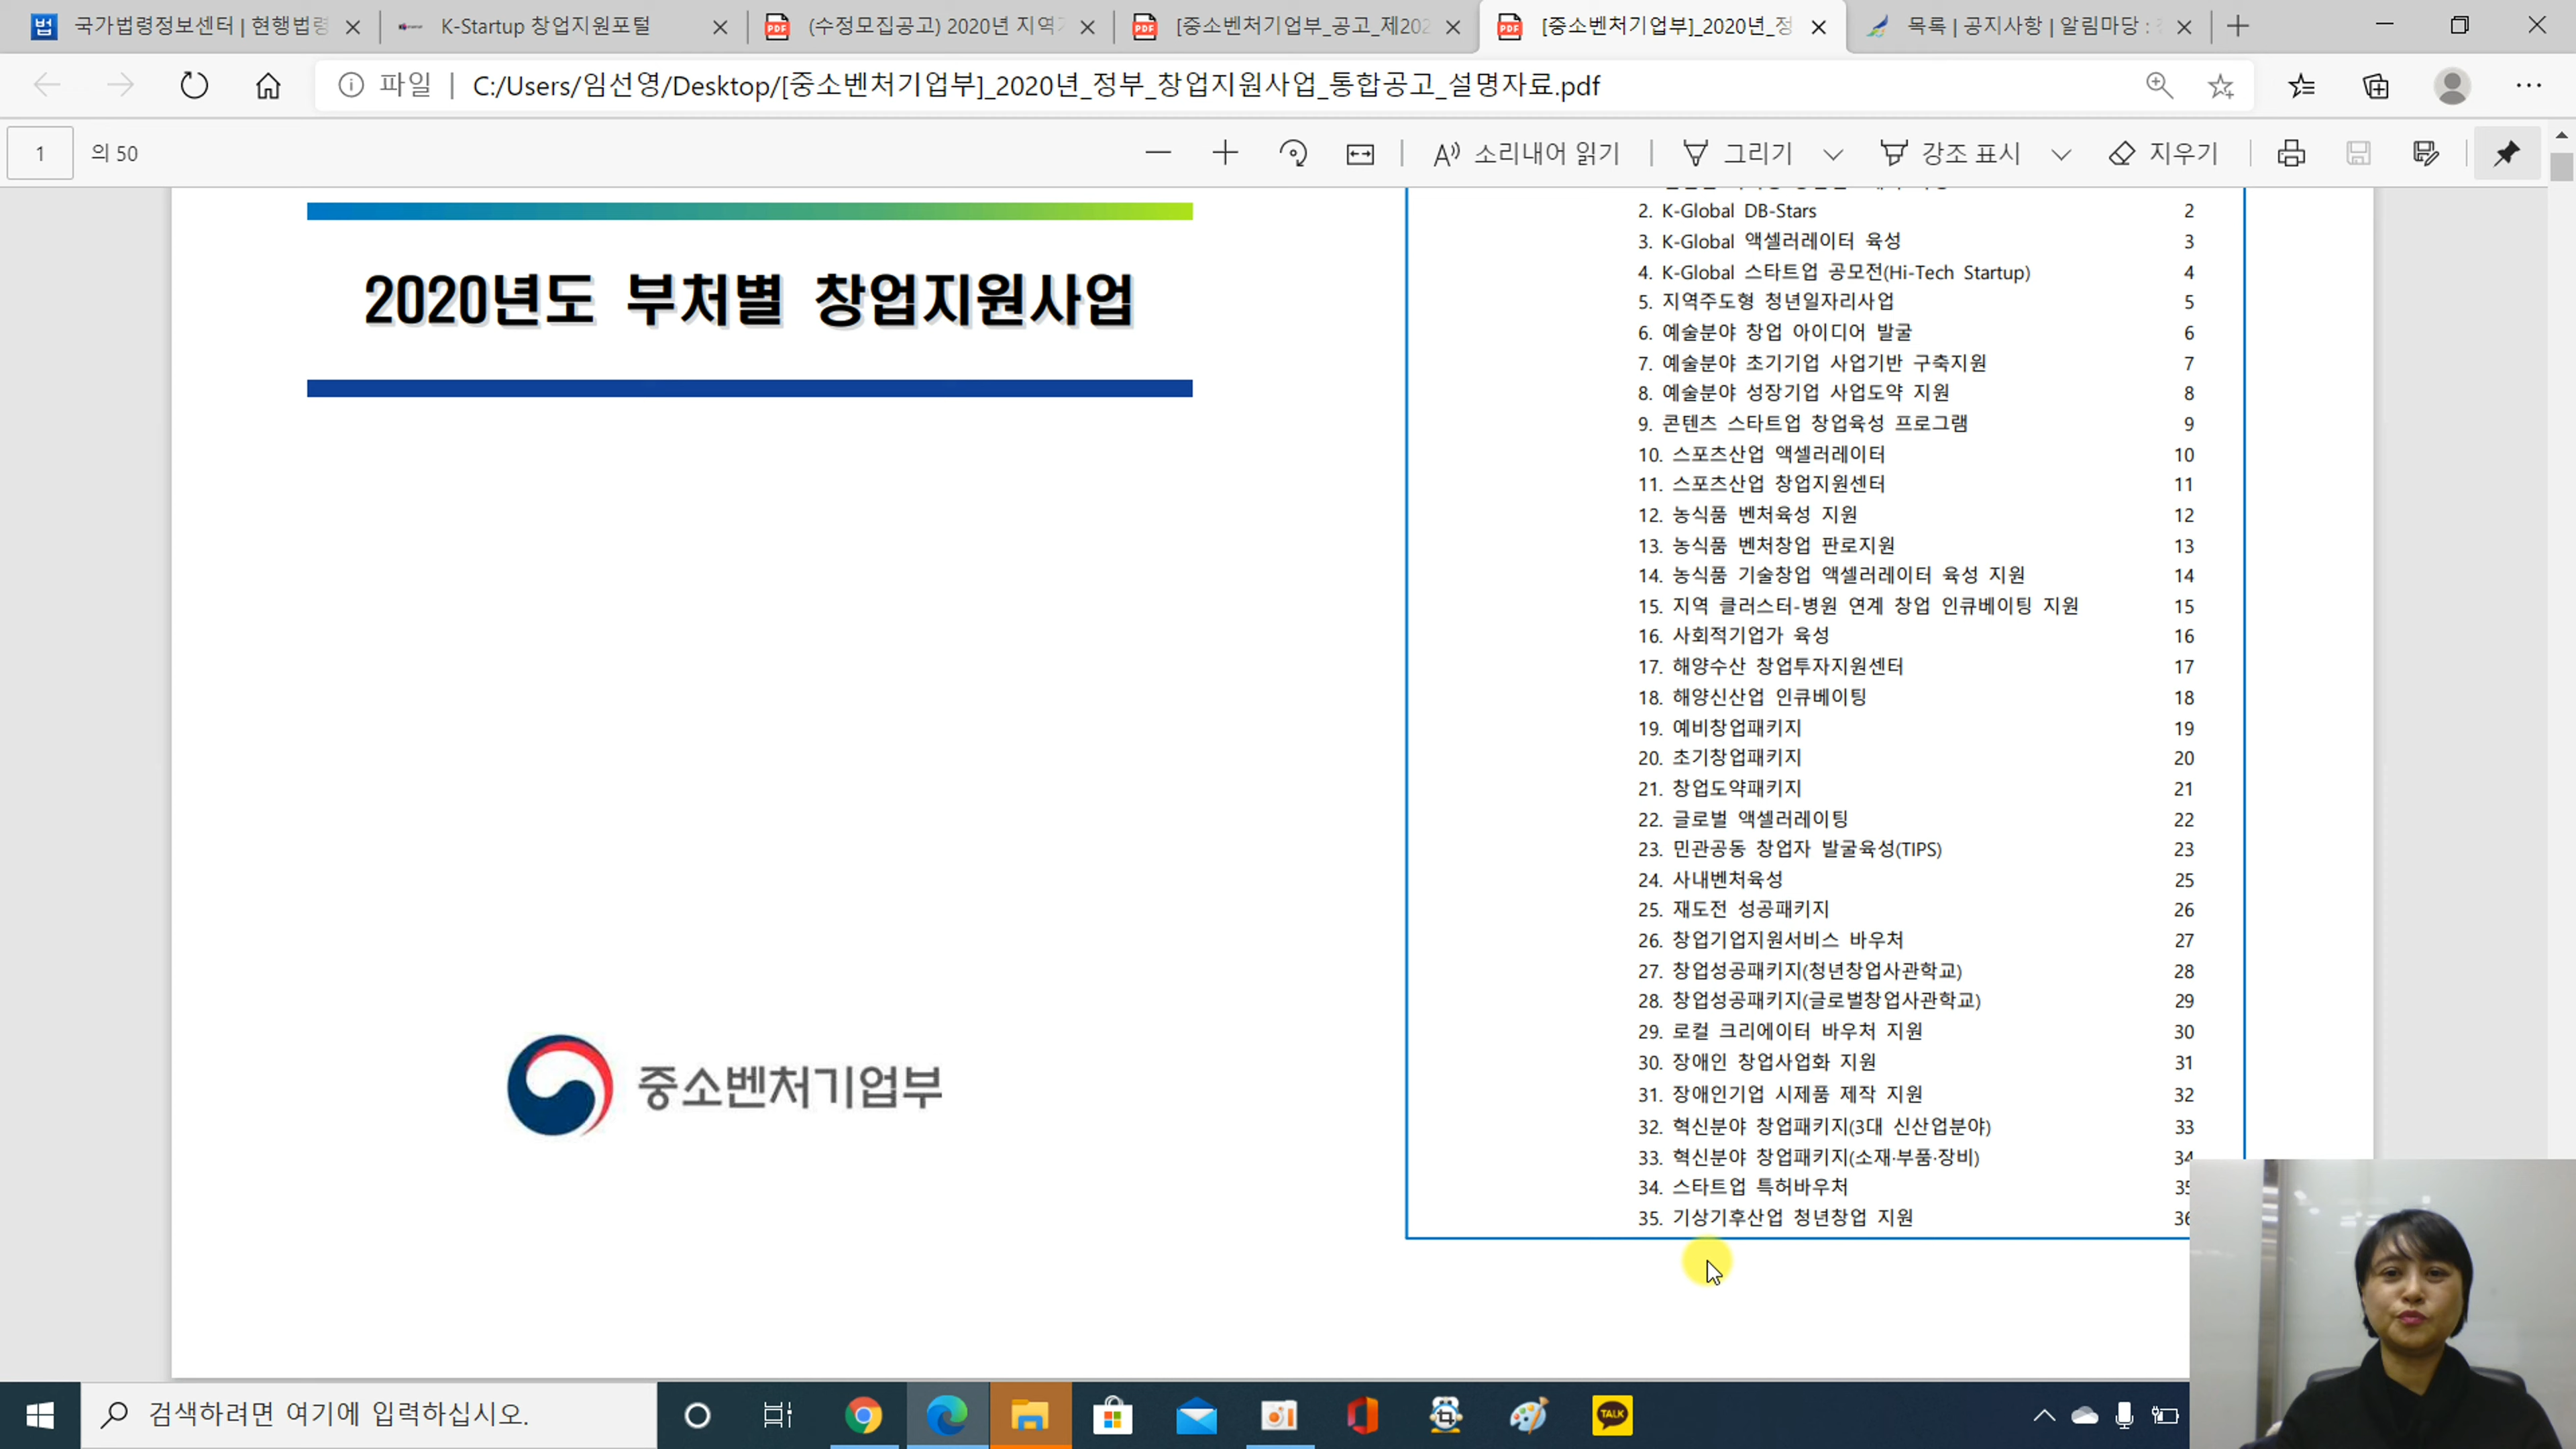 국가법령정보센터 | 현행법령
K-Startup 창업지원포털
(수정모집공고) 2020년 지역
[중소벤처기업부_공고_제202
[중소벤처기업부]_2020년_정
목록 | 공지사항 | 알림마당 :
파일 | C:/Users/임선영/Desktop/[중소벤처기업부]_2020년_정부_창업지원사업_통합공고_설명자료.pdf
1 의 50
소리내어 읽기
그리기
강조 표시
지우기
2020년도 부처별 창업지원사업
중소벤처기업부
2. K-Global DB-Stars 2
3. K-Global 액셀러레이터 육성 3
4. K-Global 스타트업 공모전(Hi-Tech Startup) 4
5. 지역주도형 청년일자리사업 5
6. 예술분야 창업 아이디어 발굴 6
7. 예술분야 초기기업 사업기반 구축지원 7
8. 예술분야 성장기업 사업도약 지원 8
9. 콘텐츠 스타트업 창업육성 프로그램 9
10. 스포츠산업 액셀러레이터 10
11. 스포츠산업 창업지원센터 11
12. 농식품 벤처육성 지원 12
13. 농식품 벤처창업 판로지원 13
14. 농식품 기술창업 액셀러레이터 육성 지원 14
15. 지역 클러스터-병원 연계 창업 인큐베이팅 지원 15
16. 사회적기업가 육성 16
17. 해양수산 창업투자지원센터 17
18. 해양신산업 인큐베이팅 18
19. 예비창업패키지 19
20. 초기창업패키지 20
21. 창업도약패키지 21
22. 글로벌 액셀러레이팅 22
23. 민관공동 창업자 발굴육성(TIPS) 23
24. 사내벤처육성 25
25. 재도전 성공패키지 26
26. 창업기업지원서비스 바우처 27
27. 창업성공패키지(청년창업사관학교) 28
28. 창업성공패키지(글로벌창업사관학교) 29
29. 로컬 크리에이터 바우처 지원 30
30. 장애인 창업사업화 지원 31
31. 장애인기업 시제품 제작 지원 32
32. 혁신분야 창업패키지(3대 신산업분야) 33
33. 혁신분야 창업패키지(소재·부품·장비) 34
34. 스타트업 특허바우처 35
35. 기상기후산업 청년창업 지원 36
검색하려면 여기에 입력하십시오.
TALK